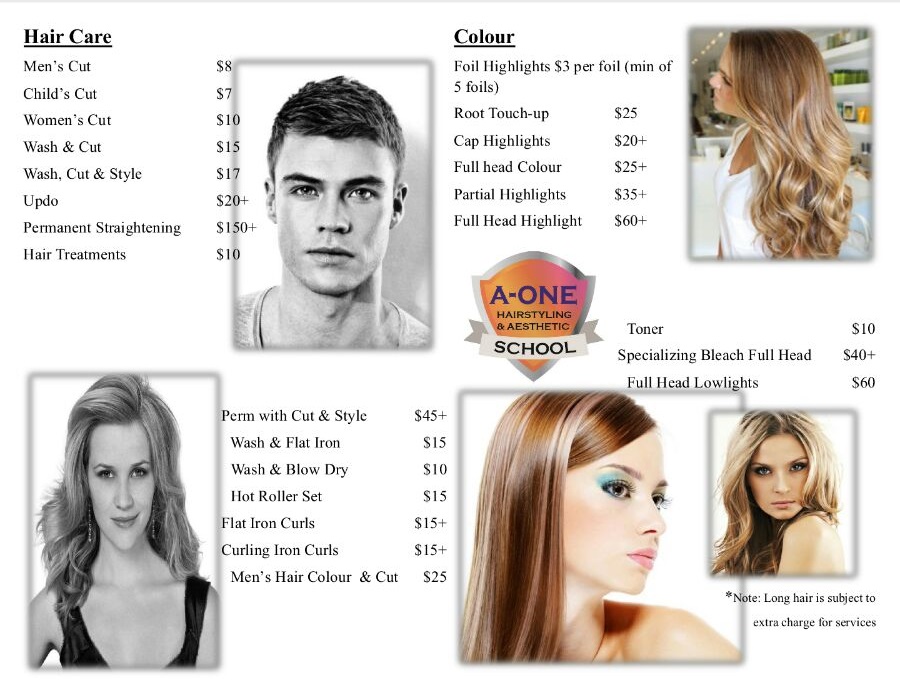 Hair Care
Men's Cut $8
Child's Cut $7
Women's Cut $10
Wash & Cut $15
Wash, Cut & Style $17
Updo $20+
Permanent Straightening $150+
Hair Treatments $10
Colour
Foil Highlights $3 per foil (min of
5 foils)
Root Touch-up $25
Cap Highlights $20+
Full head Colour $25+
Partial Highlights $35+
Full Head Highlight $60+
A-ONE
HAIRSTYLING
& AESTHETIC
SCHOOL
Toner $10
Specializing Bleach Full Head $40+
Full Head Lowlights $60
Perm with Cut & Style $45+
Wash & Flat Iron $15
Wash & Blow Dry $10
Hot Roller Set $15
Flat Iron Curls $15+
Curling Iron Curls $15+
Men's Hair Colour & Cut $25
*Note: Long hair is subject to
extra charge for services